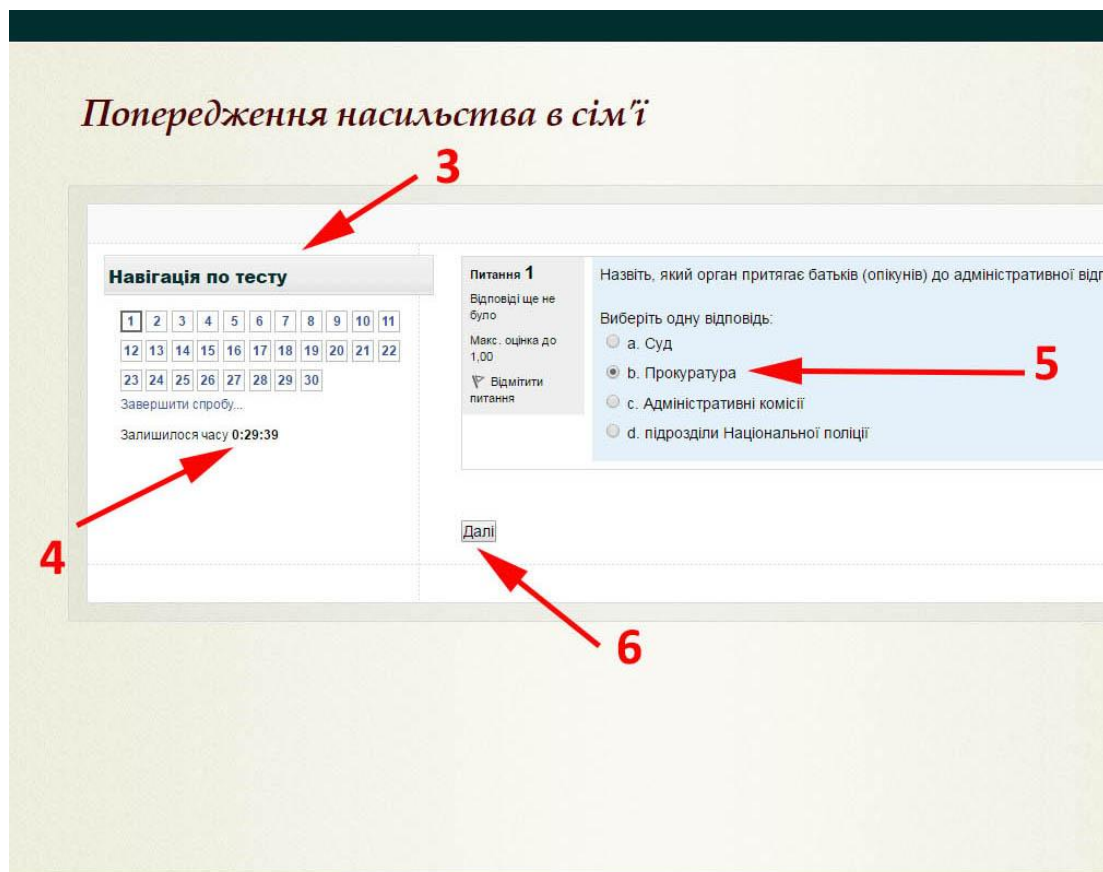 Попередження насильства в сім'ї
3
Навігація по тесту
1 2 3 4 5 6 7 8 9 10 11
12 13 14 15 16 17 18 19 20 21 22
23 24 25 26 27 28 29 30
Завершити спробу...
Залишилося часу 0:29:39
4
Питання 1
Відповіді ще не
було
Макс. оцінка до
1,00
Відмітити
питання
Назвіть, який орган притягає батьків (опікунів) до адміністративної
Виберіть одну відповідь:
a. Суд
b. Прокуратура
5
c. Адміністративні комісії
d. підрозділи Національної поліції
Далі
6